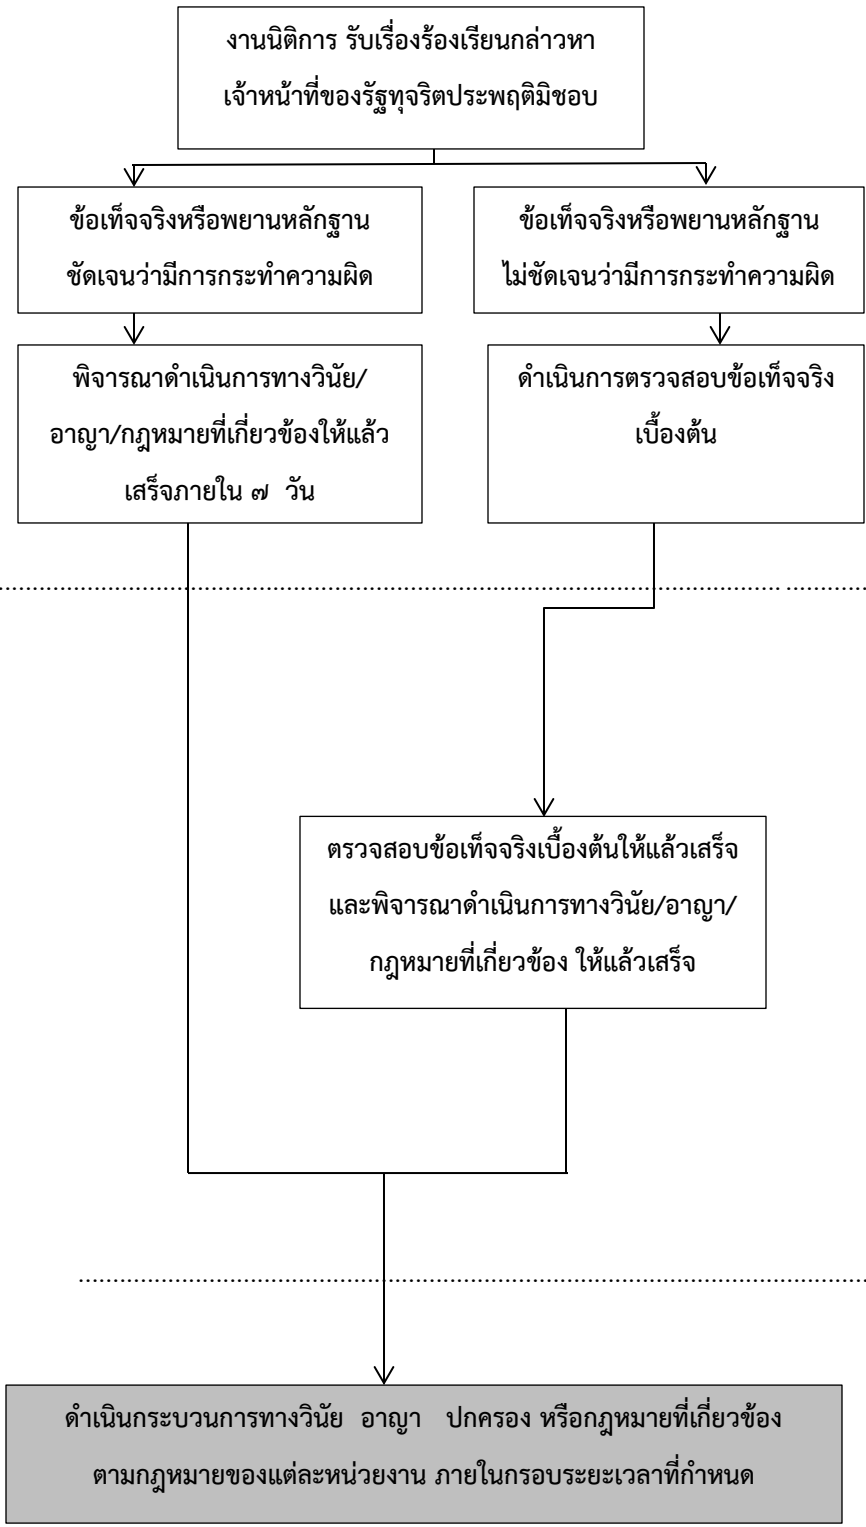 งานนิติการ รับเรื่องร้องเรียนกล่าวหา
เจ้าหน้าที่ของรัฐทุจริตประพฤติมิชอบ
ข้อเท็จจริงหรือพยานหลักฐาน
ชัดเจนว่ามีการกระทำความผิด
ข้อเท็จจริงหรือพยานหลักฐาน
ไม่ชัดเจนว่ามีการกระทำความผิด
พิจารณาดำเนินการทางวินัย/
อาญา/กฎหมายที่เกี่ยวข้องให้แล้ว
เสร็จภายใน ๗ วัน
ดำเนินการตรวจสอบข้อเท็จจริง
เบื้องต้น
ตรวจสอบข้อเท็จจริงเบื้องต้นให้แล้วเสร็จ
และพิจารณาดำเนินการทางวินัย/อาญา/
กฎหมายที่เกี่ยวข้อง ให้แล้วเสร็จ
ดำเนินกระบวนการทางวินัย อาญา ปกครอง หรือกฎหมายที่เกี่ยวข้อง
ตามกฎหมายของแต่ละหน่วยงาน ภายในกรอบระยะเวลาที่กำหนด